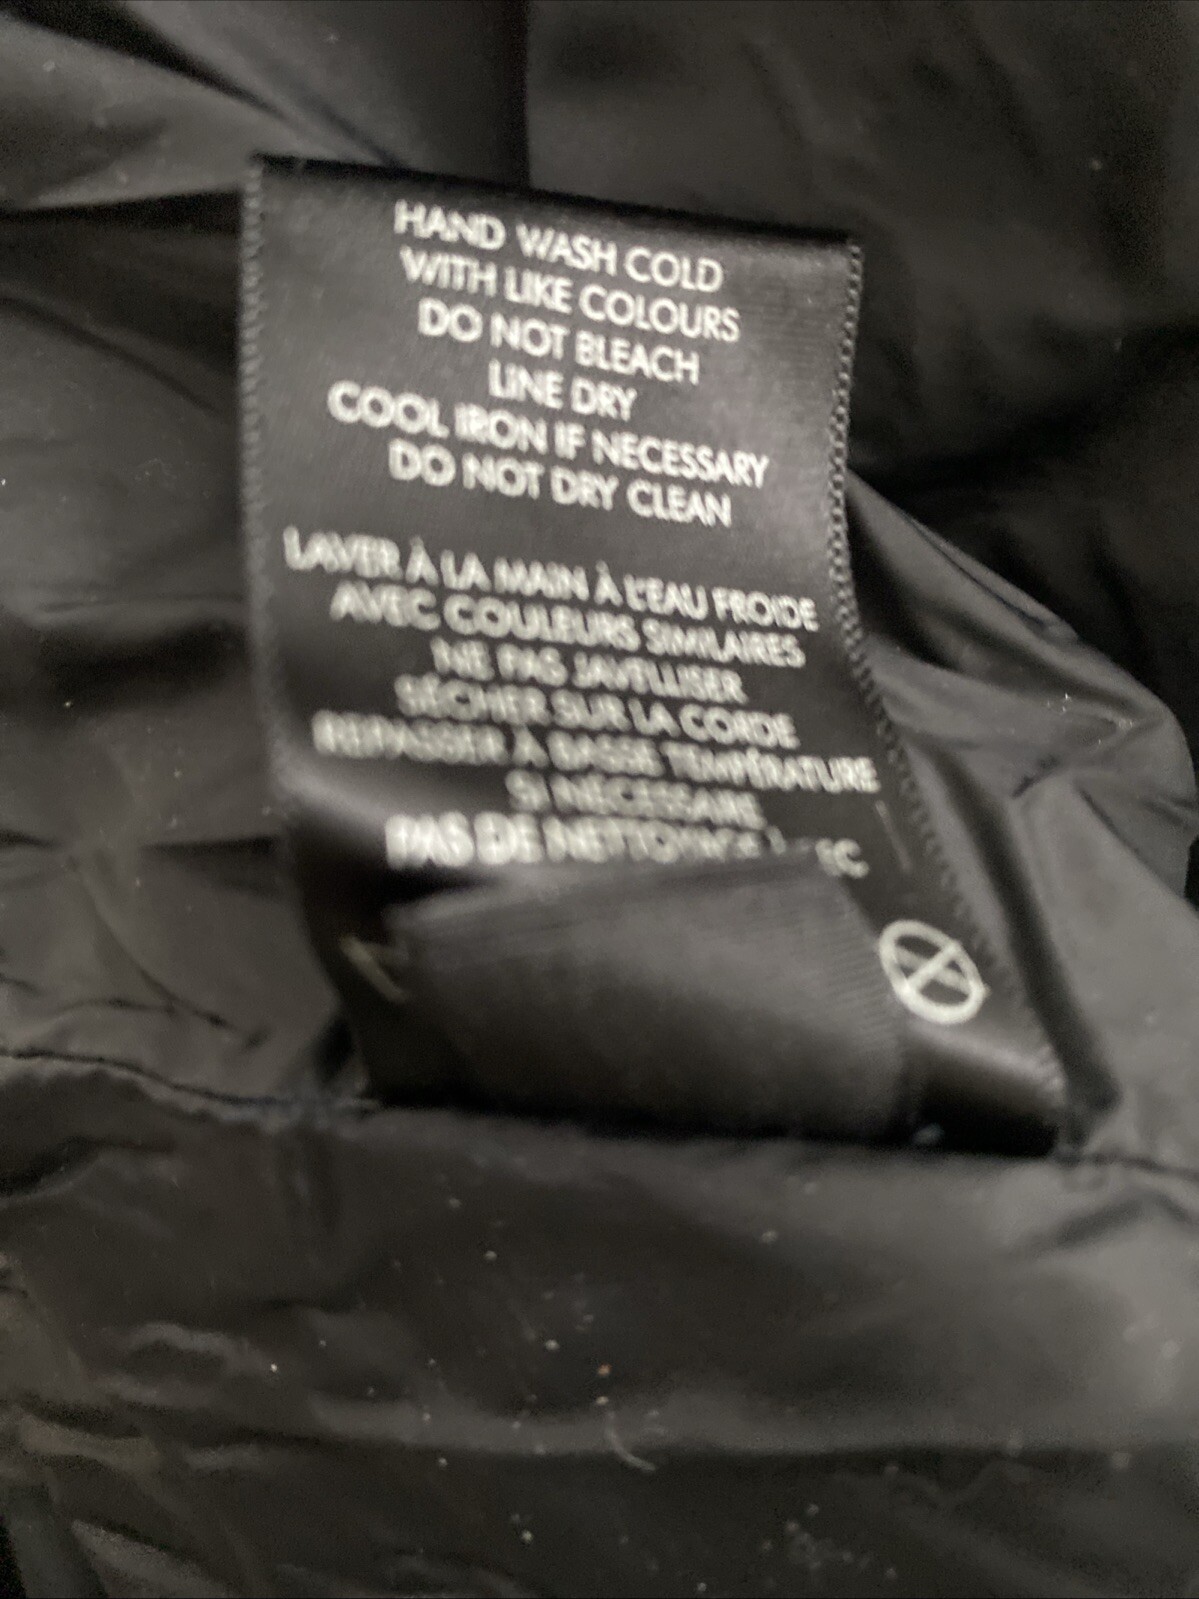 HAND WASH COLD
WITH LIKE COLOURS
DO NOT BLEACH
LINE DRY
COOL IRON IF NECESSARY
DO NOT DRY CLEAN
LAVER À LA MAIN À L'EAU FROIDE
AVEC COULEURS SIMILAIRES
NE PAS JAVELLISER
SÉCHER SUR LA CORDE
REPASSER À BASSE TEMPÉRATURE
SI NÉCESSAIRE
PAS DE